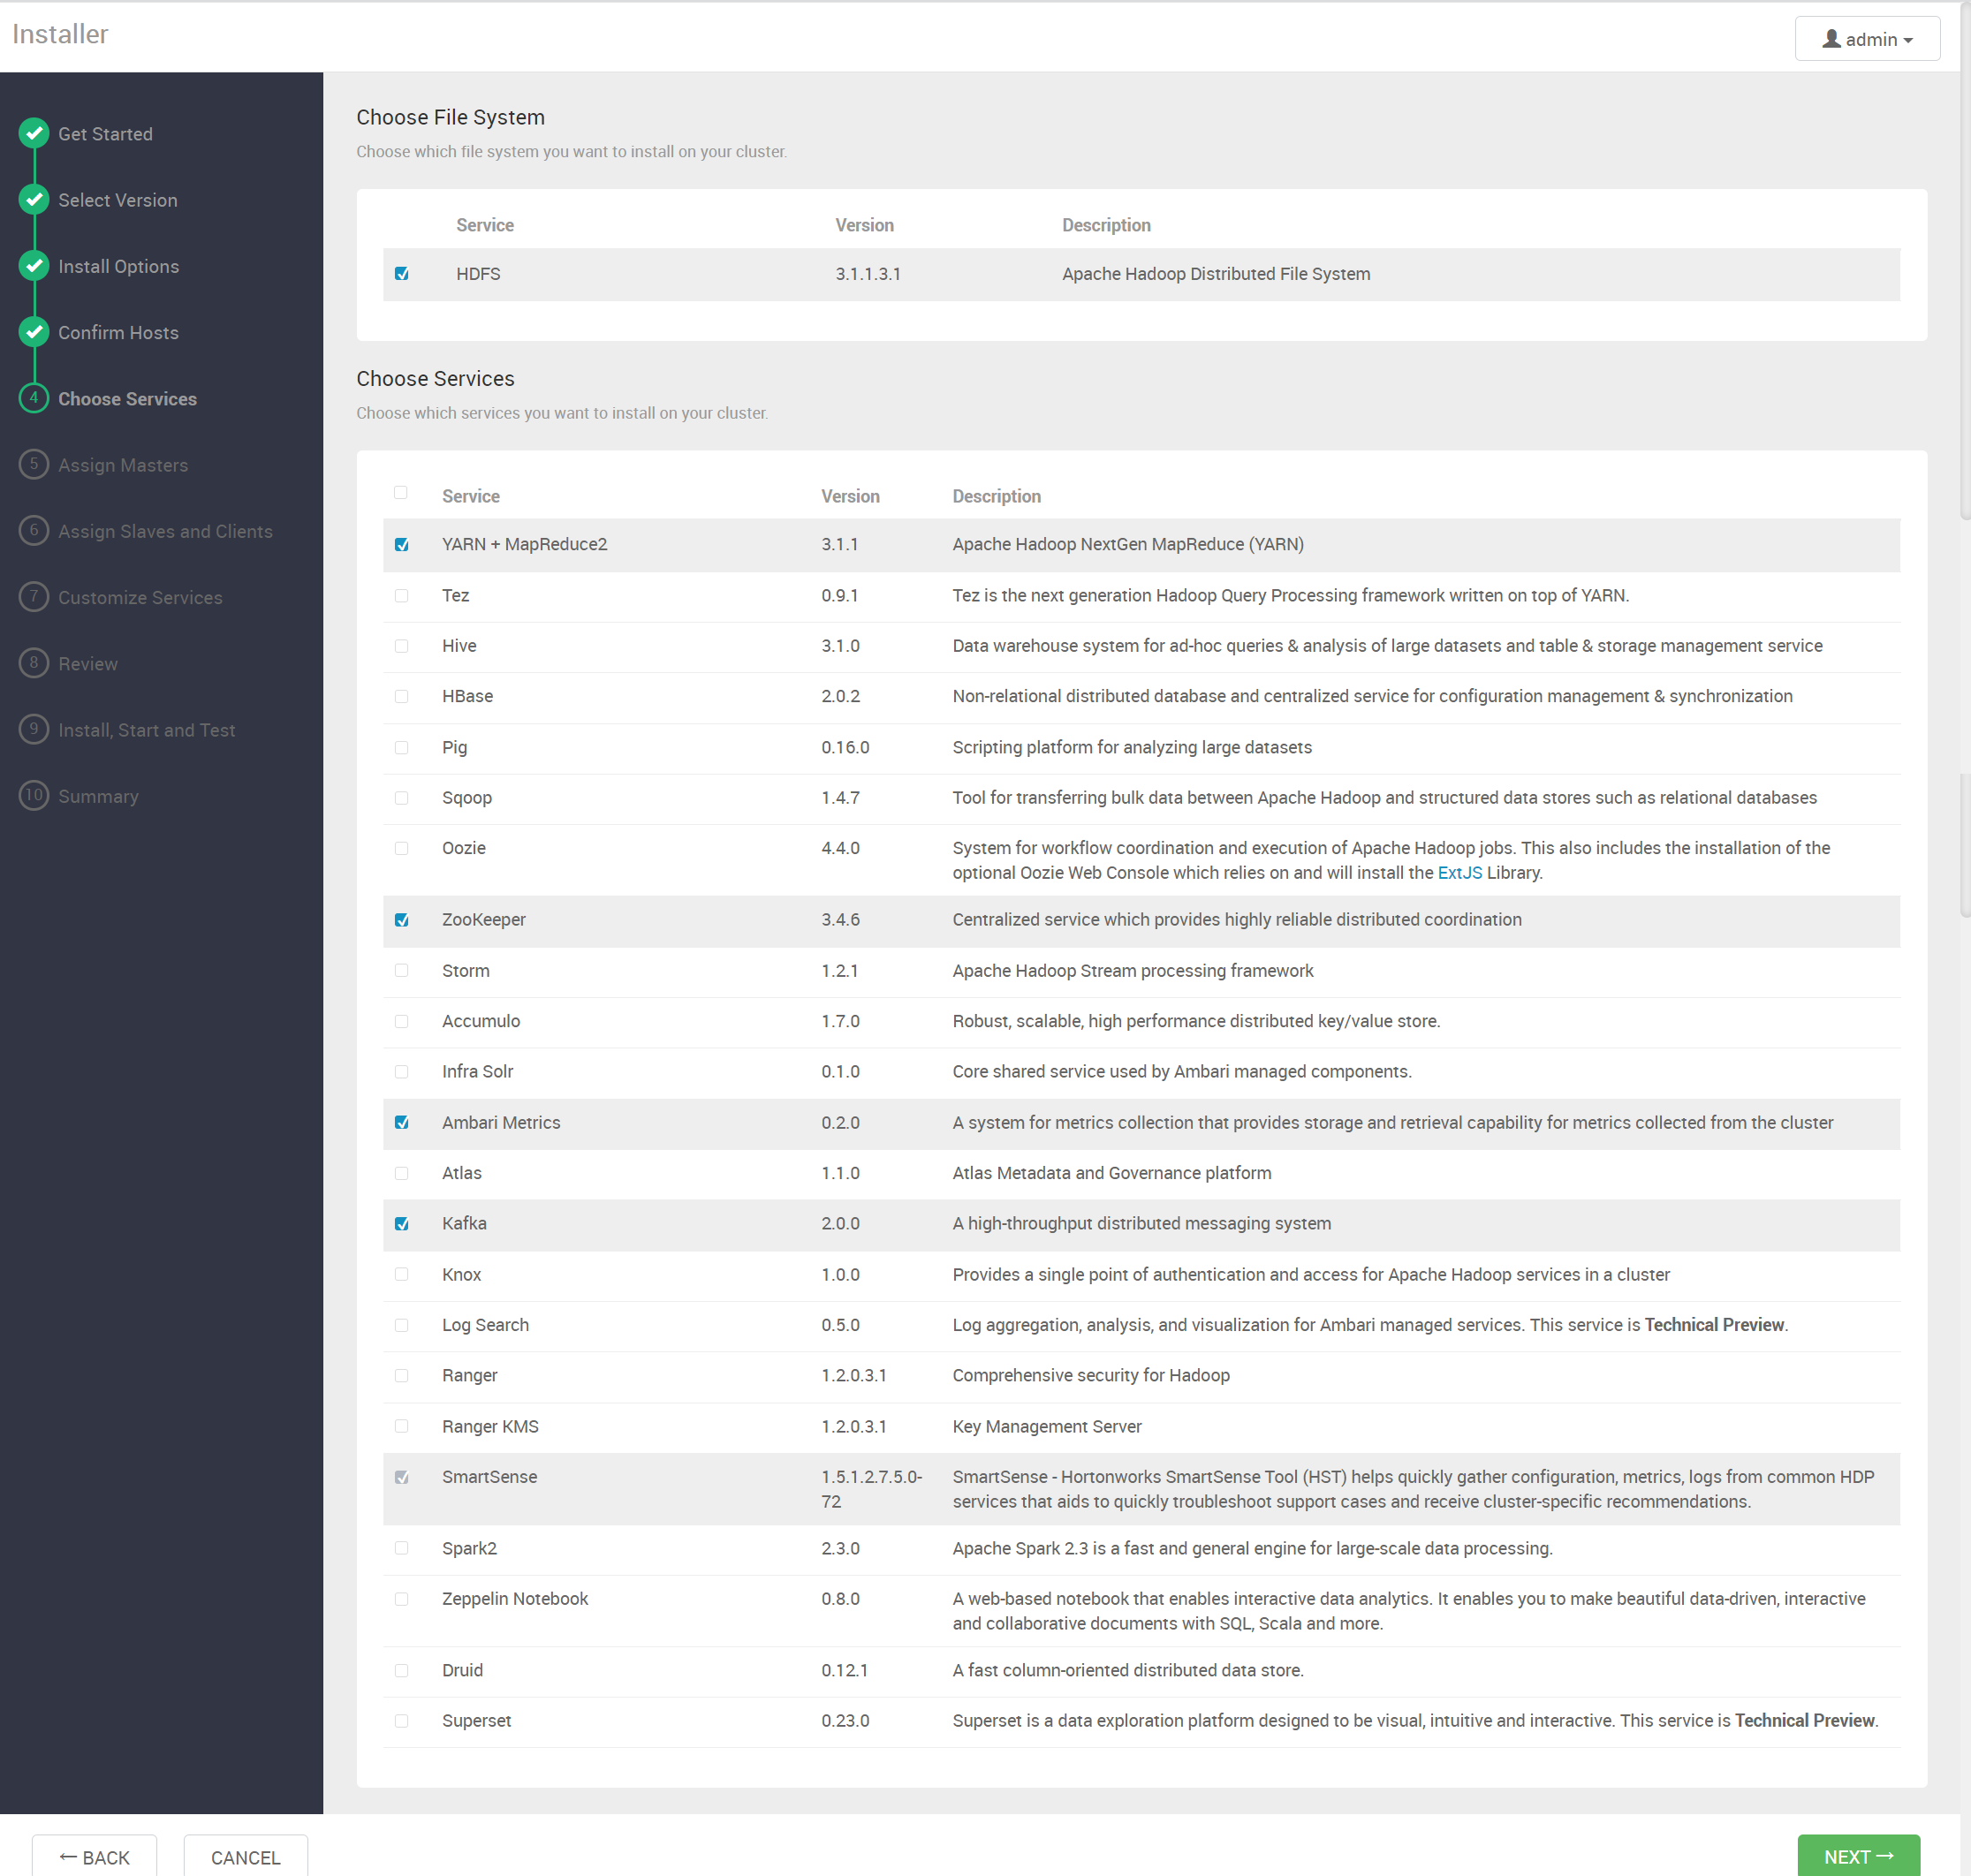 Installer
admin
Get Started
Select Version
Install Options
Confirm Hosts
4 Choose Services
5 Assign Masters
6 Assign Slaves and Clients
7 Customize Services
8 Review
9 Install, Start and Test
10 Summary
Choose File System
Choose which file system you want to install on your cluster.
Service Version Description
HDFS 3.1.1.3.1 Apache Hadoop Distributed File System
Choose Services
Choose which services you want to install on your cluster.
Service Version Description
YARN + MapReduce2 3.1.1 Apache Hadoop NextGen MapReduce (YARN)
Tez 0.9.1 Tez is the next generation Hadoop Query Processing framework written on top of YARN.
Hive 3.1.0 Data warehouse system for ad-hoc queries & analysis of large datasets and table & storage management service
HBase 2.0.2 Non-relational distributed database and centralized service for configuration management & synchronization
Pig 0.16.0 Scripting platform for analyzing large datasets
Sqoop 1.4.7 Tool for transferring bulk data between Apache Hadoop and structured data stores such as relational databases
Oozie 4.4.0 System for workflow coordination and execution of Apache Hadoop jobs. This also includes the installation of the
optional Oozie Web Console which relies on and will install the ExtJS Library.
ZooKeeper 3.4.6 Centralized service which provides highly reliable distributed coordination
Storm 1.2.1 Apache Hadoop Stream processing framework
Accumulo 1.7.0 Robust, scalable, high performance distributed key/value store.
Infra Solr 0.1.0 Core shared service used by Ambari managed components.
Ambari Metrics 0.2.0 A system for metrics collection that provides storage and retrieval capability for metrics collected from the cluster
Atlas 1.1.0 Atlas Metadata and Governance platform
Kafka 2.0.0 A high-throughput distributed messaging system
Knox 1.0.0 Provides a single point of authentication and access for Apache Hadoop services in a cluster
Log Search 0.5.0 Log aggregation, analysis, and visualization for Ambari managed services. This service is Technical Preview.
Ranger 1.2.0.3.1 Comprehensive security for Hadoop
Ranger KMS 1.2.0.3.1 Key Management Server
SmartSense 1.5.1.2.7.5.0- SmartSense - Hortonworks SmartSense Tool (HST) helps quickly gather configuration, metrics, logs from common HDP
72 services that aids to quickly troubleshoot support cases and receive cluster-specific recommendations.
Spark2 2.3.0 Apache Spark 2.3 is a fast and general engine for large-scale data processing.
Zeppelin Notebook 0.8.0 A web-based notebook that enables interactive data analytics. It enables you to make beautiful data-driven, interactive
and collaborative documents with SQL, Scala and more.
Druid 0.12.1 A fast column-oriented distributed data store.
Superset 0.23.0 Superset is a data exploration platform designed to be visual, intuitive and interactive. This service is Technical Preview.
← BACK CANCEL NEXT →